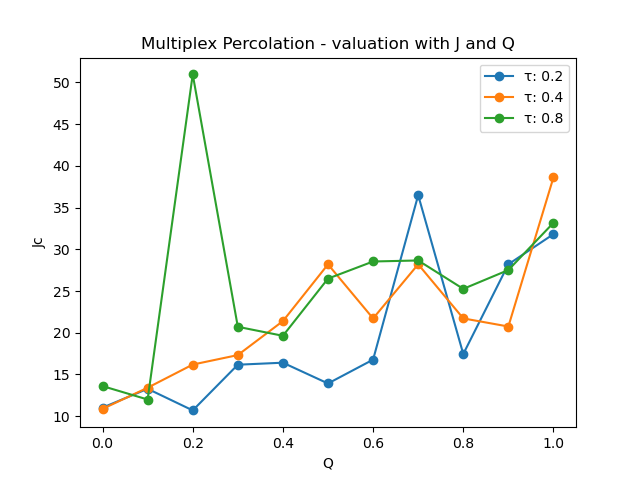 Multiplex Percolation - valuation with J and Q
τ: 0.2
τ: 0.4
τ: 0.8
Jc
50
45
40
35
30
25
20
15
10
0.0 0.2 0.4 0.6 0.8 1.0
Q